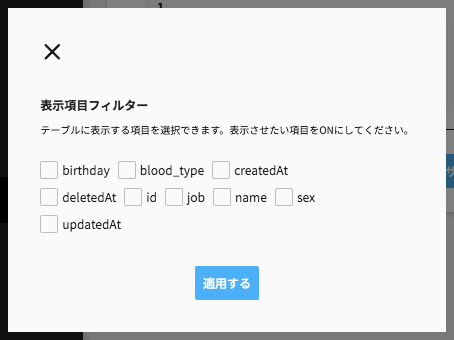 表示項目フィルター
テーブルに表示する項目を選択できます。表示させたい項目をONにしてください。
birthday blood_type createdAt
deletedAt id job name sex
updatedAt
適用する